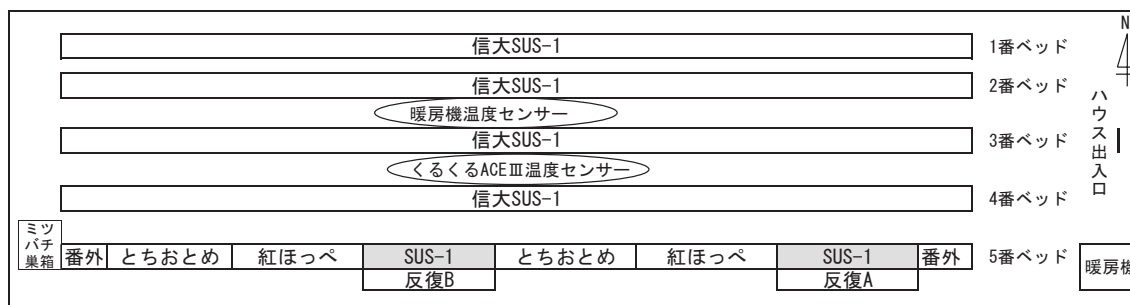 N
信大SUS-1 1番ベッド
信大SUS-1 2番ベッド
暖房機温度センサー
信大SUS-1 3番ベッド
くるくるACEⅢ温度センサー
信大SUS-1 4番ベッド
ハウス出入口
ミツバチ巣箱
番外 とちおとめ 紅ほっぺ SUS-1 とちおとめ 紅ほっぺ SUS-1 番外 5番ベッド
反復B 反復A
暖房機